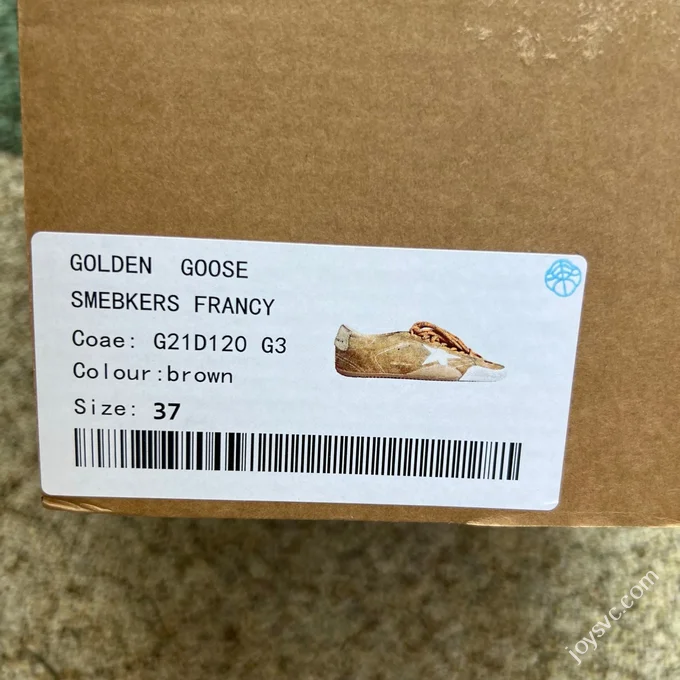 GOLDEN GOOSE
SMEBKERS FRANCY
Coae: G21D120 G3
Colour:brown
Size: 37
joysvc.com